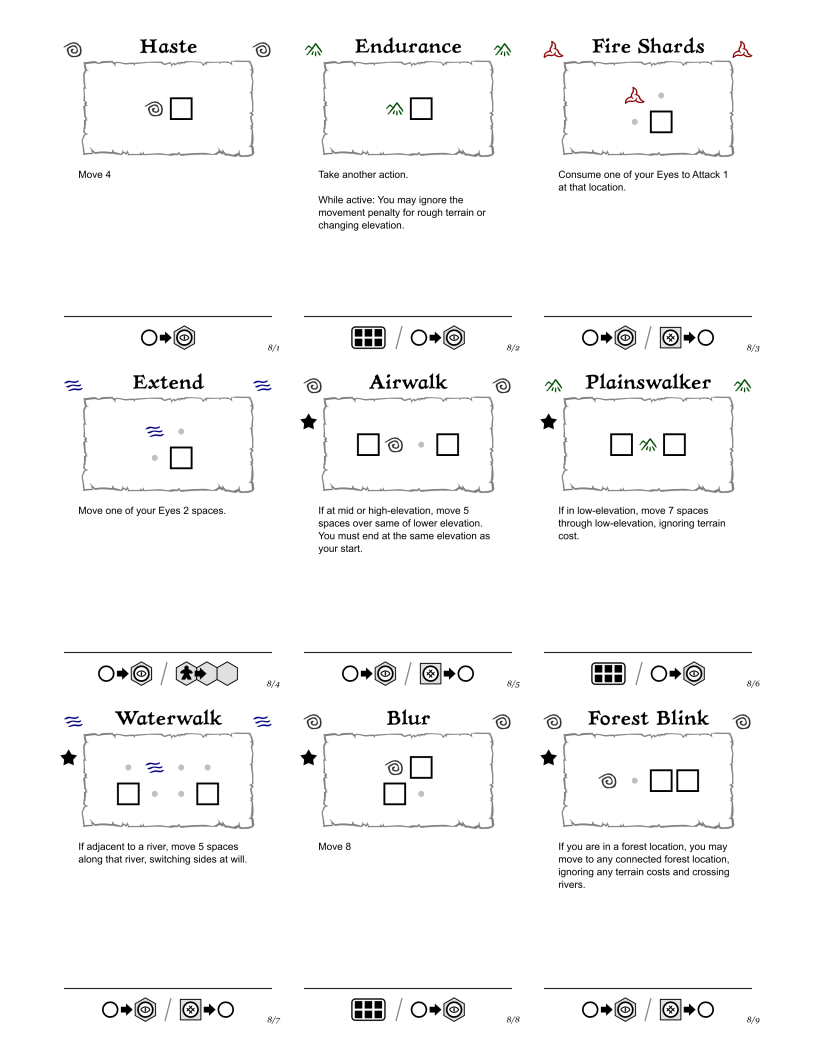 Haste
Move 4
8/1
Endurance
Take another action.
While active: You may ignore the
movement penalty for rough terrain or
changing elevation.
8/2
Fire Shards
Consume one of your Eyes to Attack 1
at that location.
8/3
Extend
Move one of your Eyes 2 spaces.
8/4
Airwalk
If at mid or high-elevation, move 5
spaces over same of lower elevation.
You must end at the same elevation as
your start.
8/5
Plainswalker
If in low-elevation, move 7 spaces
through low-elevation, ignoring terrain
cost.
8/6
Waterwalk
If adjacent to a river, move 5 spaces
along that river, switching sides at will.
8/7
Blur
Move 8
8/8
Forest Blink
If you are in a forest location, you may
move to any connected forest location,
ignoring any terrain costs and crossing
rivers.
8/9